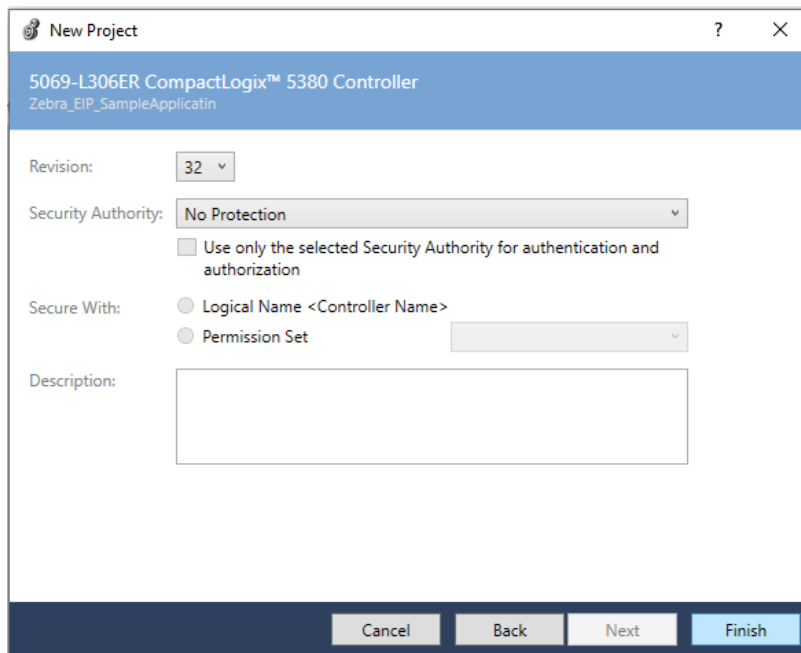 New Project
?
5069-L306ER CompactLogix™ 5380 Controller
Zebra_EIP_SampleApplicatin
Revision:
32
Security Authority:
No Protection
Use only the selected Security Authority for authentication and
authorization
Secure With:
Logical Name <Controller Name>
Permission Set
Description:
Cancel
Back
Next
Finish